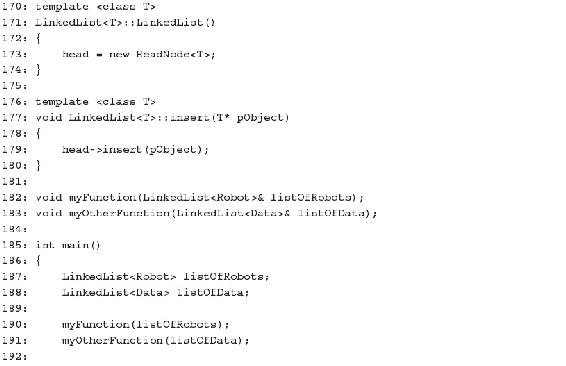 170: template <class T>
171: LinkedList<T>::LinkedList()
172: {
173:     head = new HeadNode<T>;
174: }
175:
176: template <class T>
177: void LinkedList<T>::insert(T* pObject)
178: {
179:     head->insert(pObject);
180: }
181:
182: void myFunction(LinkedList<Robot>& listOfRobots);
183: void myOtherFunction(LinkedList<Data>& listOfData);
184:
185: int main()
186: {
187:     LinkedList<Robot> listOfRobots;
188:     LinkedList<Data> listOfData;
189:
190:     myFunction(listOfRobots);
191:     myOtherFunction(listOfData);
192: